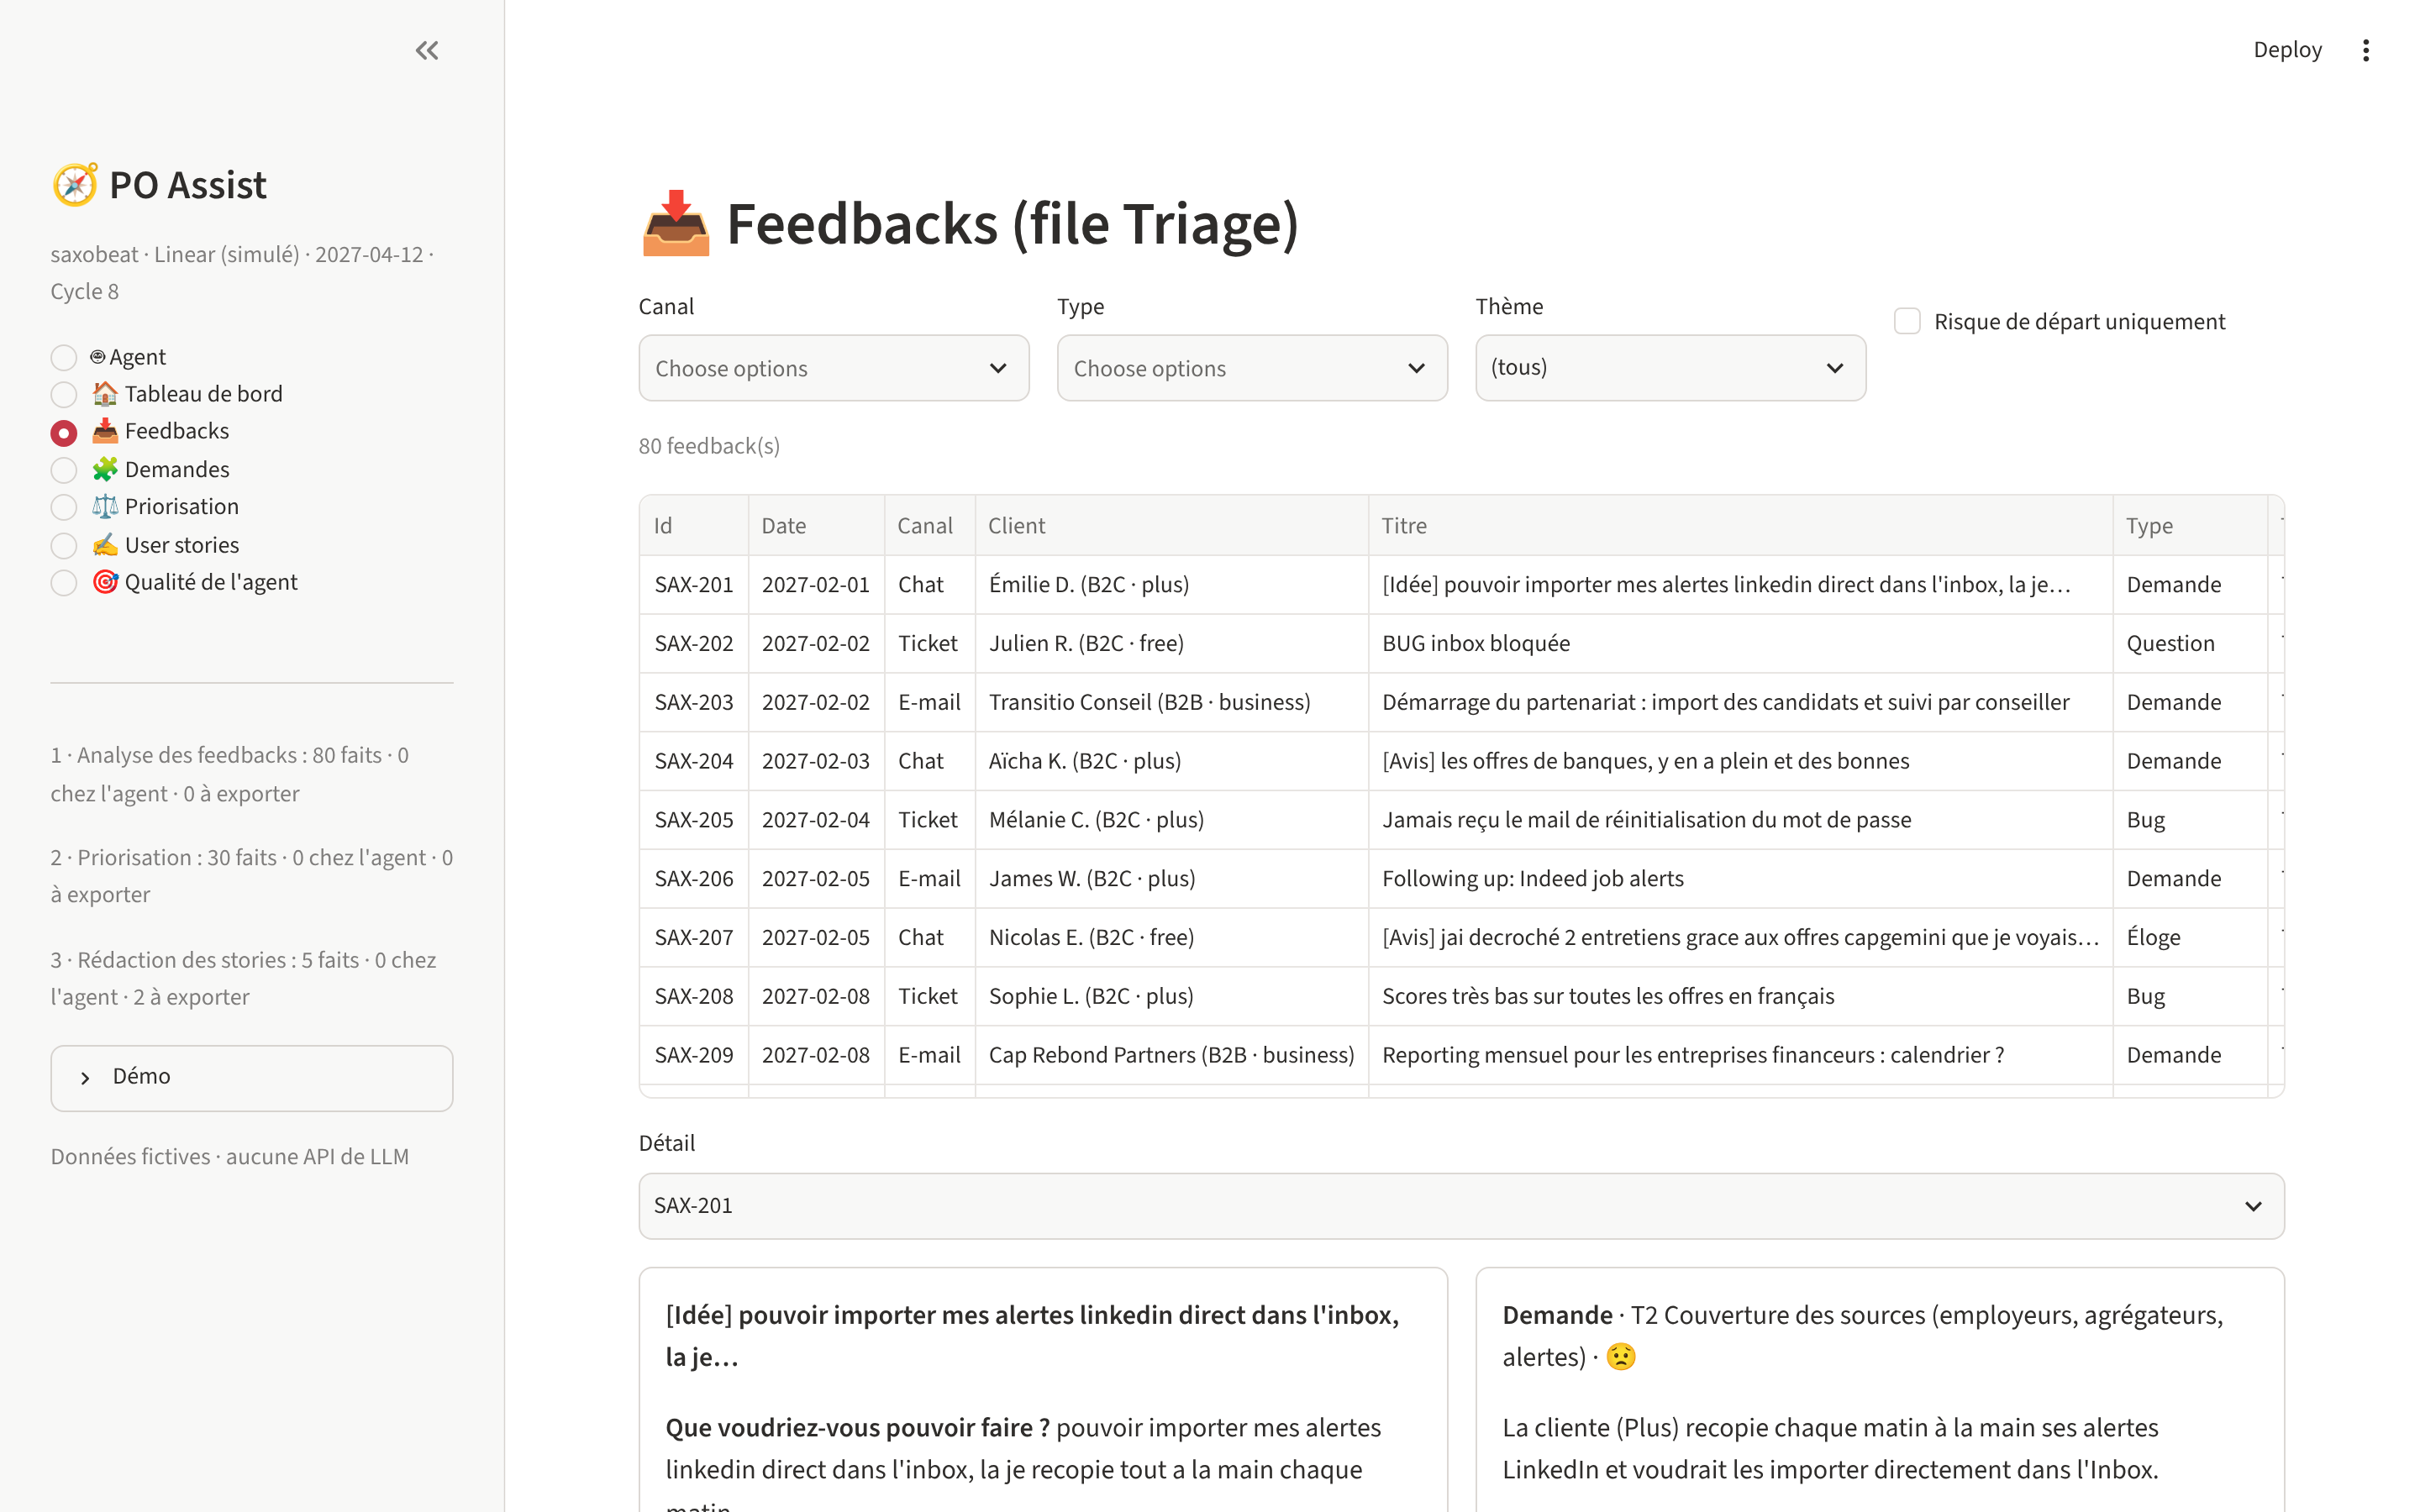 Deploy
PO Assist
saxobeat · Linear (simulé) · 2027-04-12 ·
Cycle 8
Agent
Tableau de bord
Feedbacks
Demandes
Priorisation
User stories
Qualité de l'agent
1 · Analyse des feedbacks : 80 faits · 0
chez l'agent · 0 à exporter
2 · Priorisation : 30 faits · 0 chez l'agent · 0
à exporter
3 · Rédaction des stories : 5 faits · 0 chez
l'agent · 2 à exporter
Démo
Données fictives · aucune API de LLM
Feedbacks (file Triage)
Canal Type Thème
Choose options Choose options (tous) Risque de départ uniquement
80 feedback(s)
Id Date Canal Client Titre Type
SAX-201 2027-02-01 Chat Émilie D. (B2C · plus) [Idée] pouvoir importer mes alertes linkedin direct dans l'inbox, la je… Demande
SAX-202 2027-02-02 Ticket Julien R. (B2C · free) BUG inbox bloquée Question
SAX-203 2027-02-02 E-mail Transitio Conseil (B2B · business) Démarrage du partenariat : import des candidats et suivi par conseiller Demande
SAX-204 2027-02-03 Chat Aïcha K. (B2C · plus) [Avis] les offres de banques, y en a plein et des bonnes Demande
SAX-205 2027-02-04 Ticket Mélanie C. (B2C · plus) Jamais reçu le mail de réinitialisation du mot de passe Bug
SAX-206 2027-02-05 E-mail James W. (B2C · plus) Following up: Indeed job alerts Demande
SAX-207 2027-02-05 Chat Nicolas E. (B2C · free) [Avis] jai decroché 2 entretiens grace aux offres capgemini que je voyais… Éloge
SAX-208 2027-02-08 Ticket Sophie L. (B2C · plus) Scores très bas sur toutes les offres en français Bug
SAX-209 2027-02-08 E-mail Cap Rebond Partners (B2B · business) Reporting mensuel pour les entreprises financeurs : calendrier ? Demande
Détail
SAX-201
[Idée] pouvoir importer mes alertes linkedin direct dans l'inbox,
la je…
Que voudriez-vous pouvoir faire ? pouvoir importer mes alertes
linkedin direct dans l'inbox, la je recopie tout a la main chaque
Demande · T2 Couverture des sources (employeurs, agrégateurs,
alertes) ·
La cliente (Plus) recopie chaque matin à la main ses alertes
LinkedIn et voudrait les importer directement dans l'Inbox.